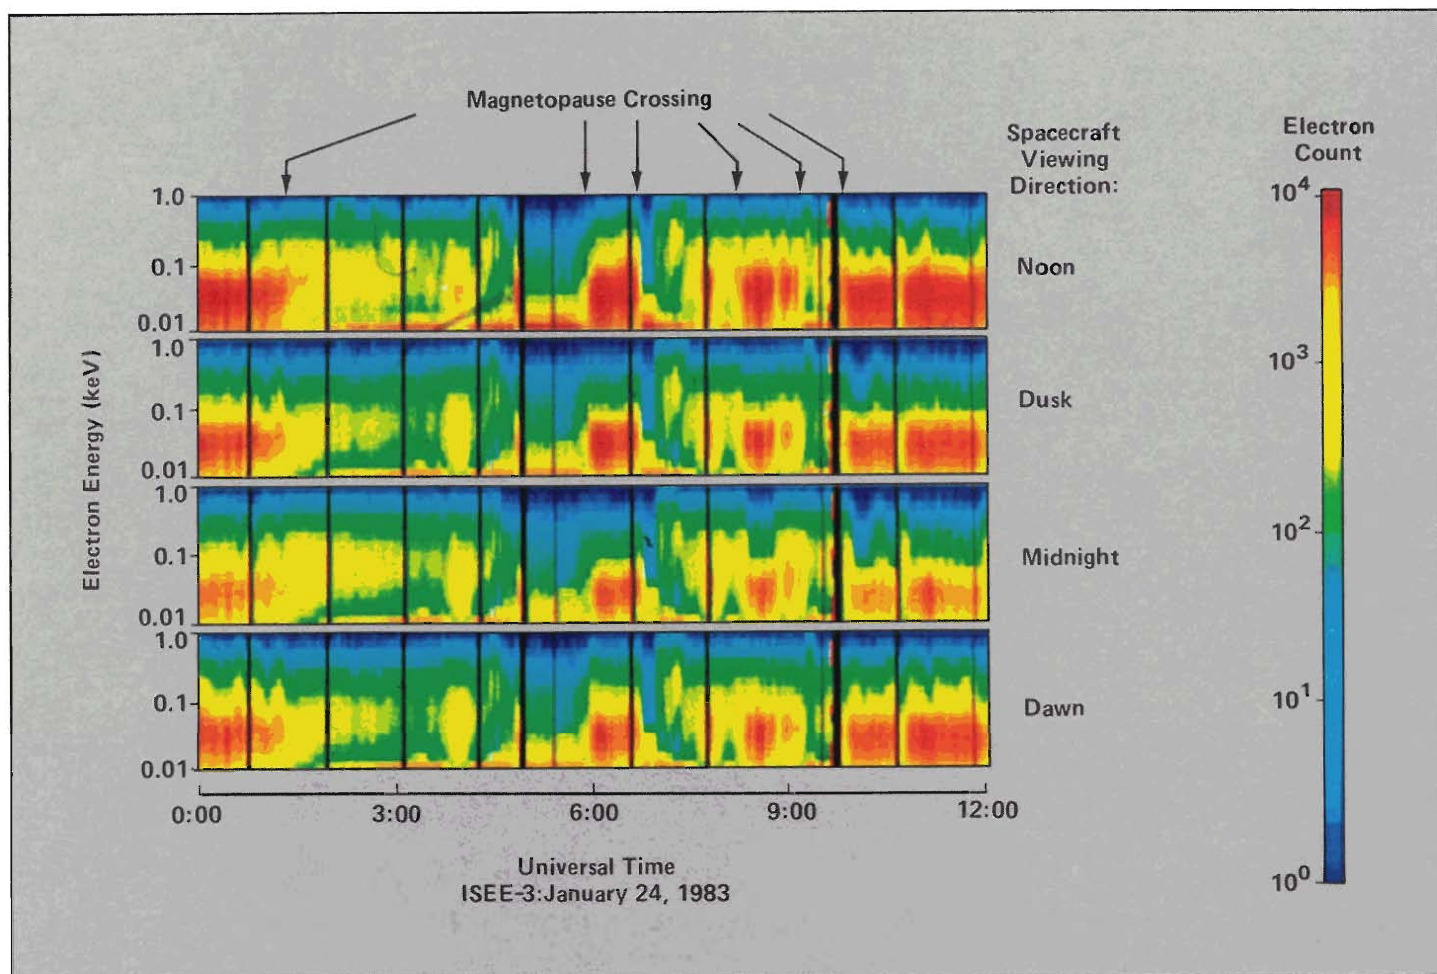 Magnetopause Crossing
Spacecraft
Viewing
Direction:
Electron
Count
1.0
0.1
0.01
Noon
1.0
0.1
0.01
Dusk
1.0
0.1
0.01
Midnight
1.0
0.1
0.01
Dawn
Electron Energy (keV)
0:00
3:00
6:00
9:00
12:00
Universal Time
ISEE-3:January 24, 1983
10⁴
10³
10²
10¹
10⁰